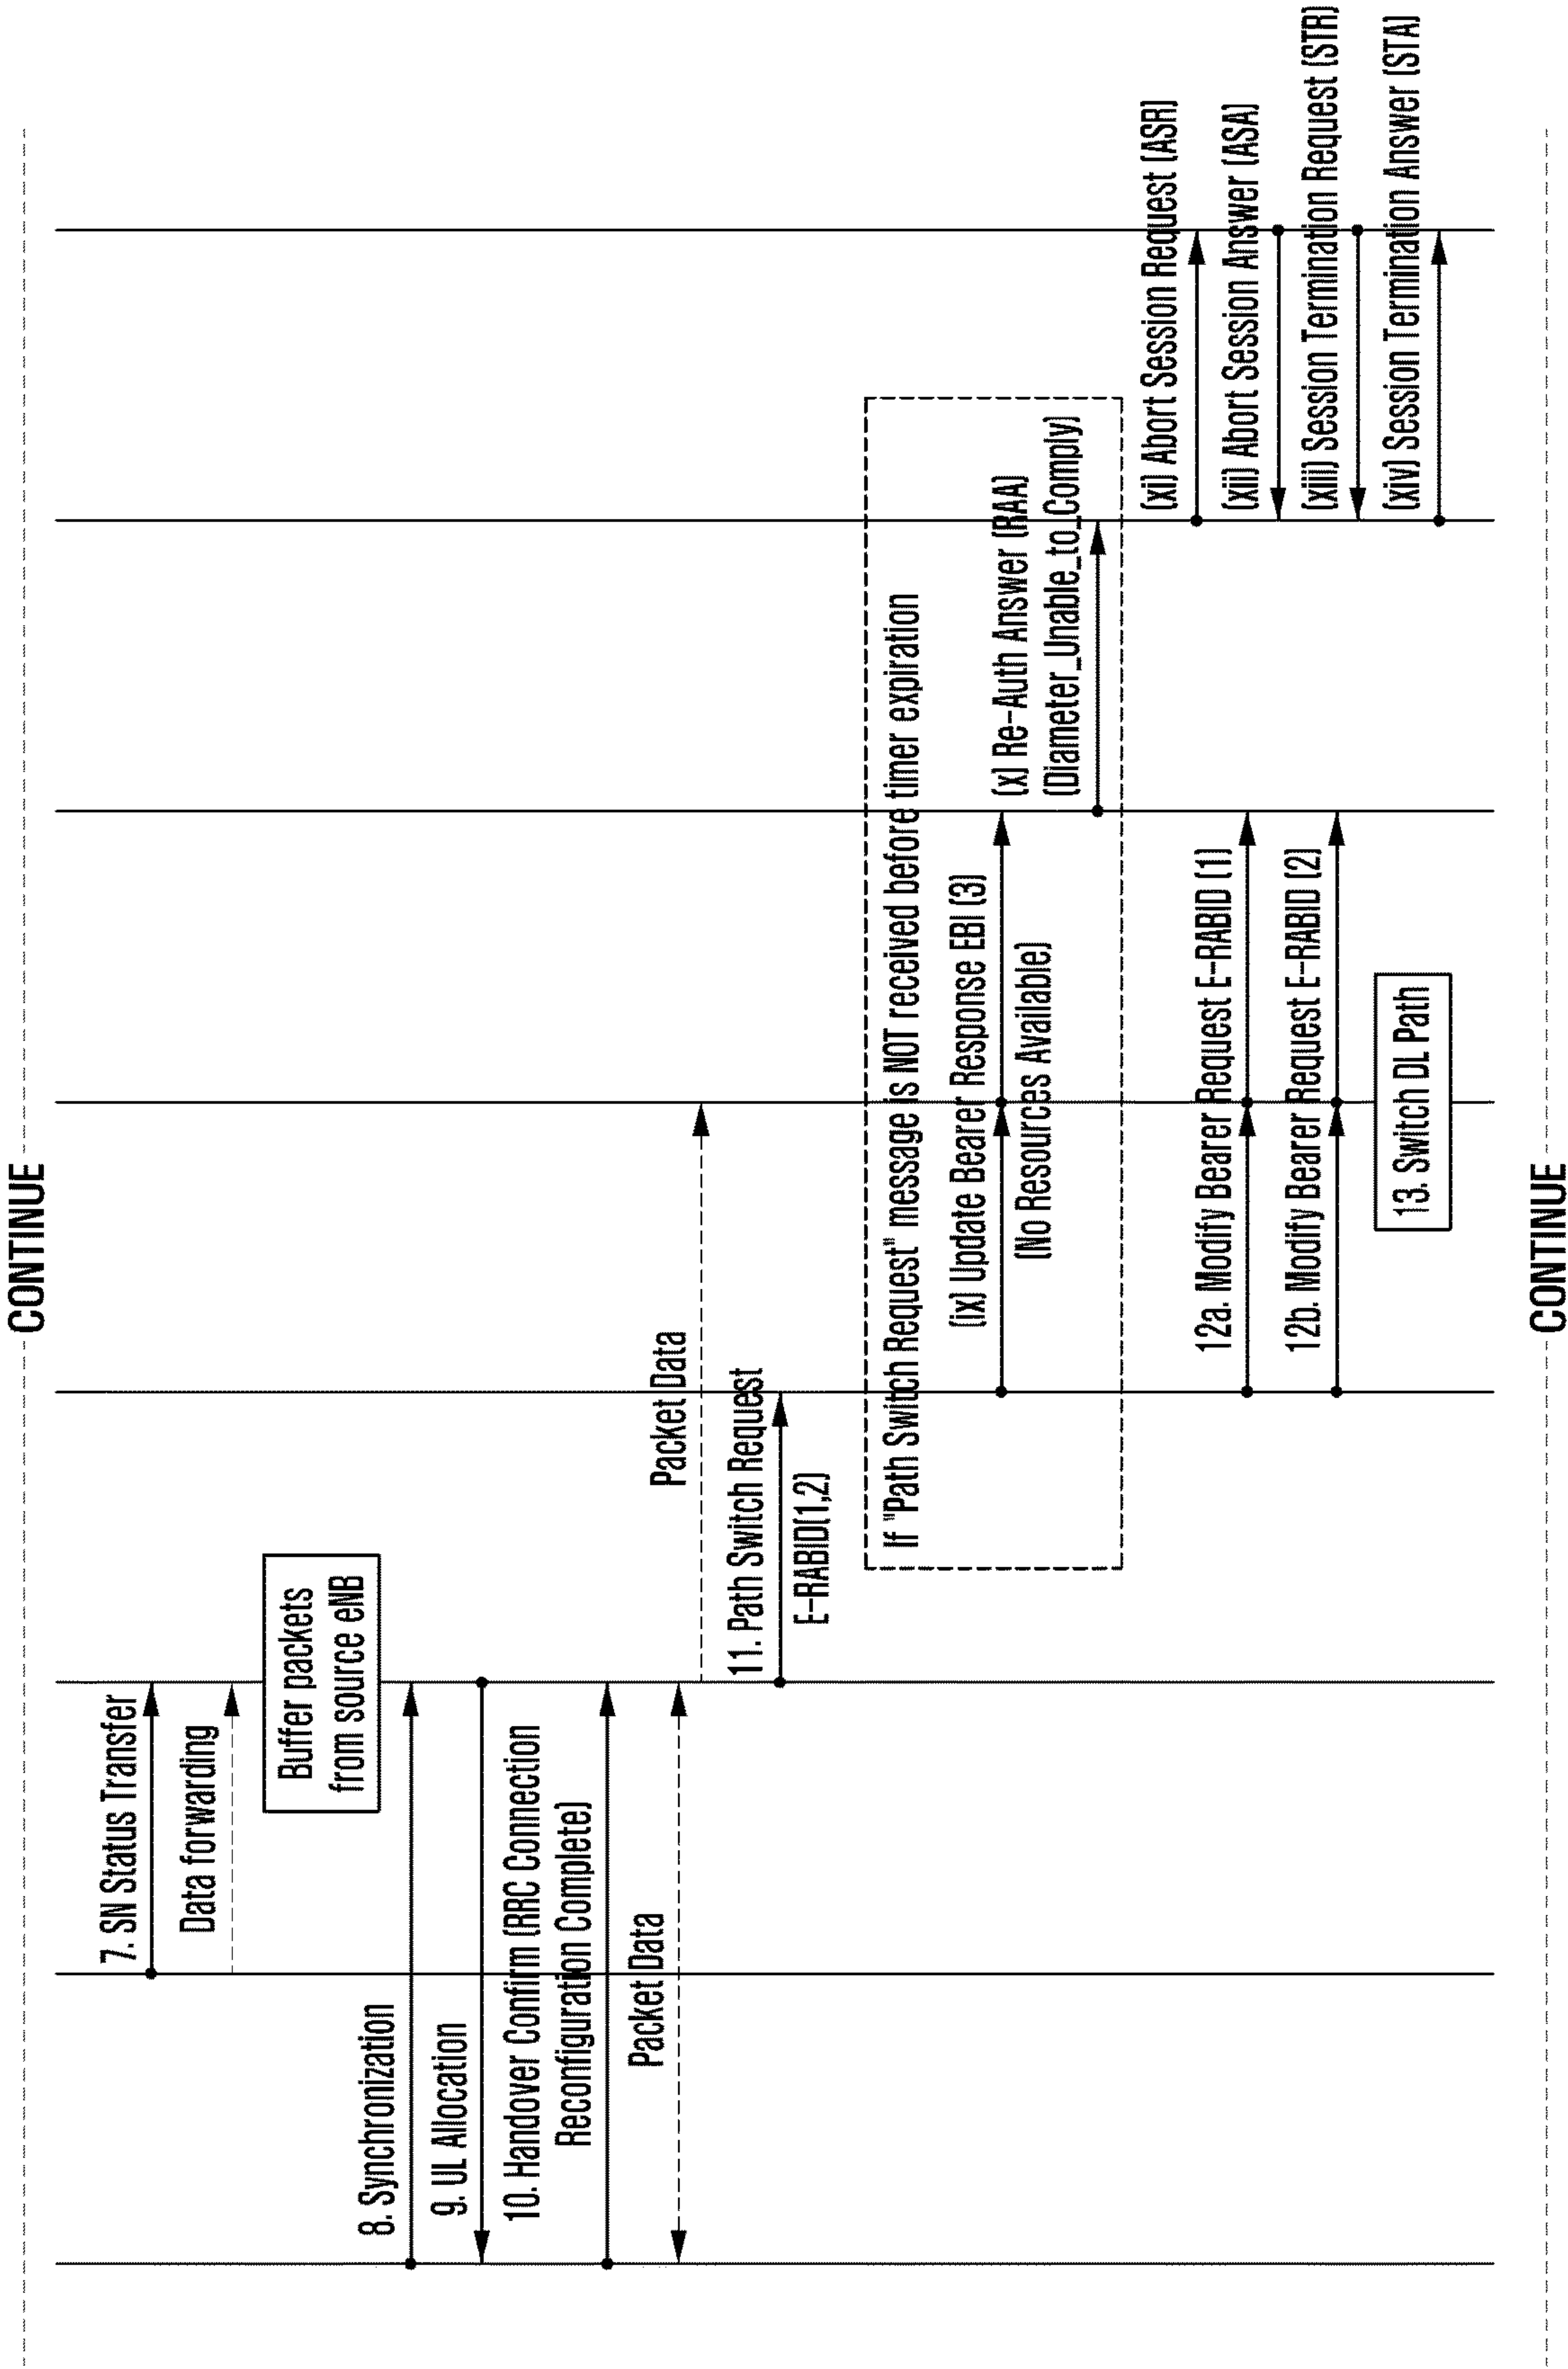 CONTINUE
7. SN Status Transfer
Data forwarding
Buffer packets
from source eNB
8. Synchronization
9. UL Allocation
10. Handover Confirm (RRC Connection
Reconfiguration Complete)
Packet Data
Packet Data
11. Path Switch Request
E-RABID(1,2)
If "Path Switch Request" message is NOT received before timer expiration
(ix) Update Bearer Response EBI (3)
(No Resources Available)
(x) Re-Auth Answer (RAA)
(Diameter_Unable_to_Comply)
(xi) Abort Session Request (ASR)
12a. Modify Bearer Request E-RABID (1)
(xii) Abort Session Answer (ASA)
12b. Modify Bearer Request E-RABID (2)
(xiii) Session Termination Request (STR)
13. Switch DL Path
(xiv) Session Termination Answer (STA)
CONTINUE